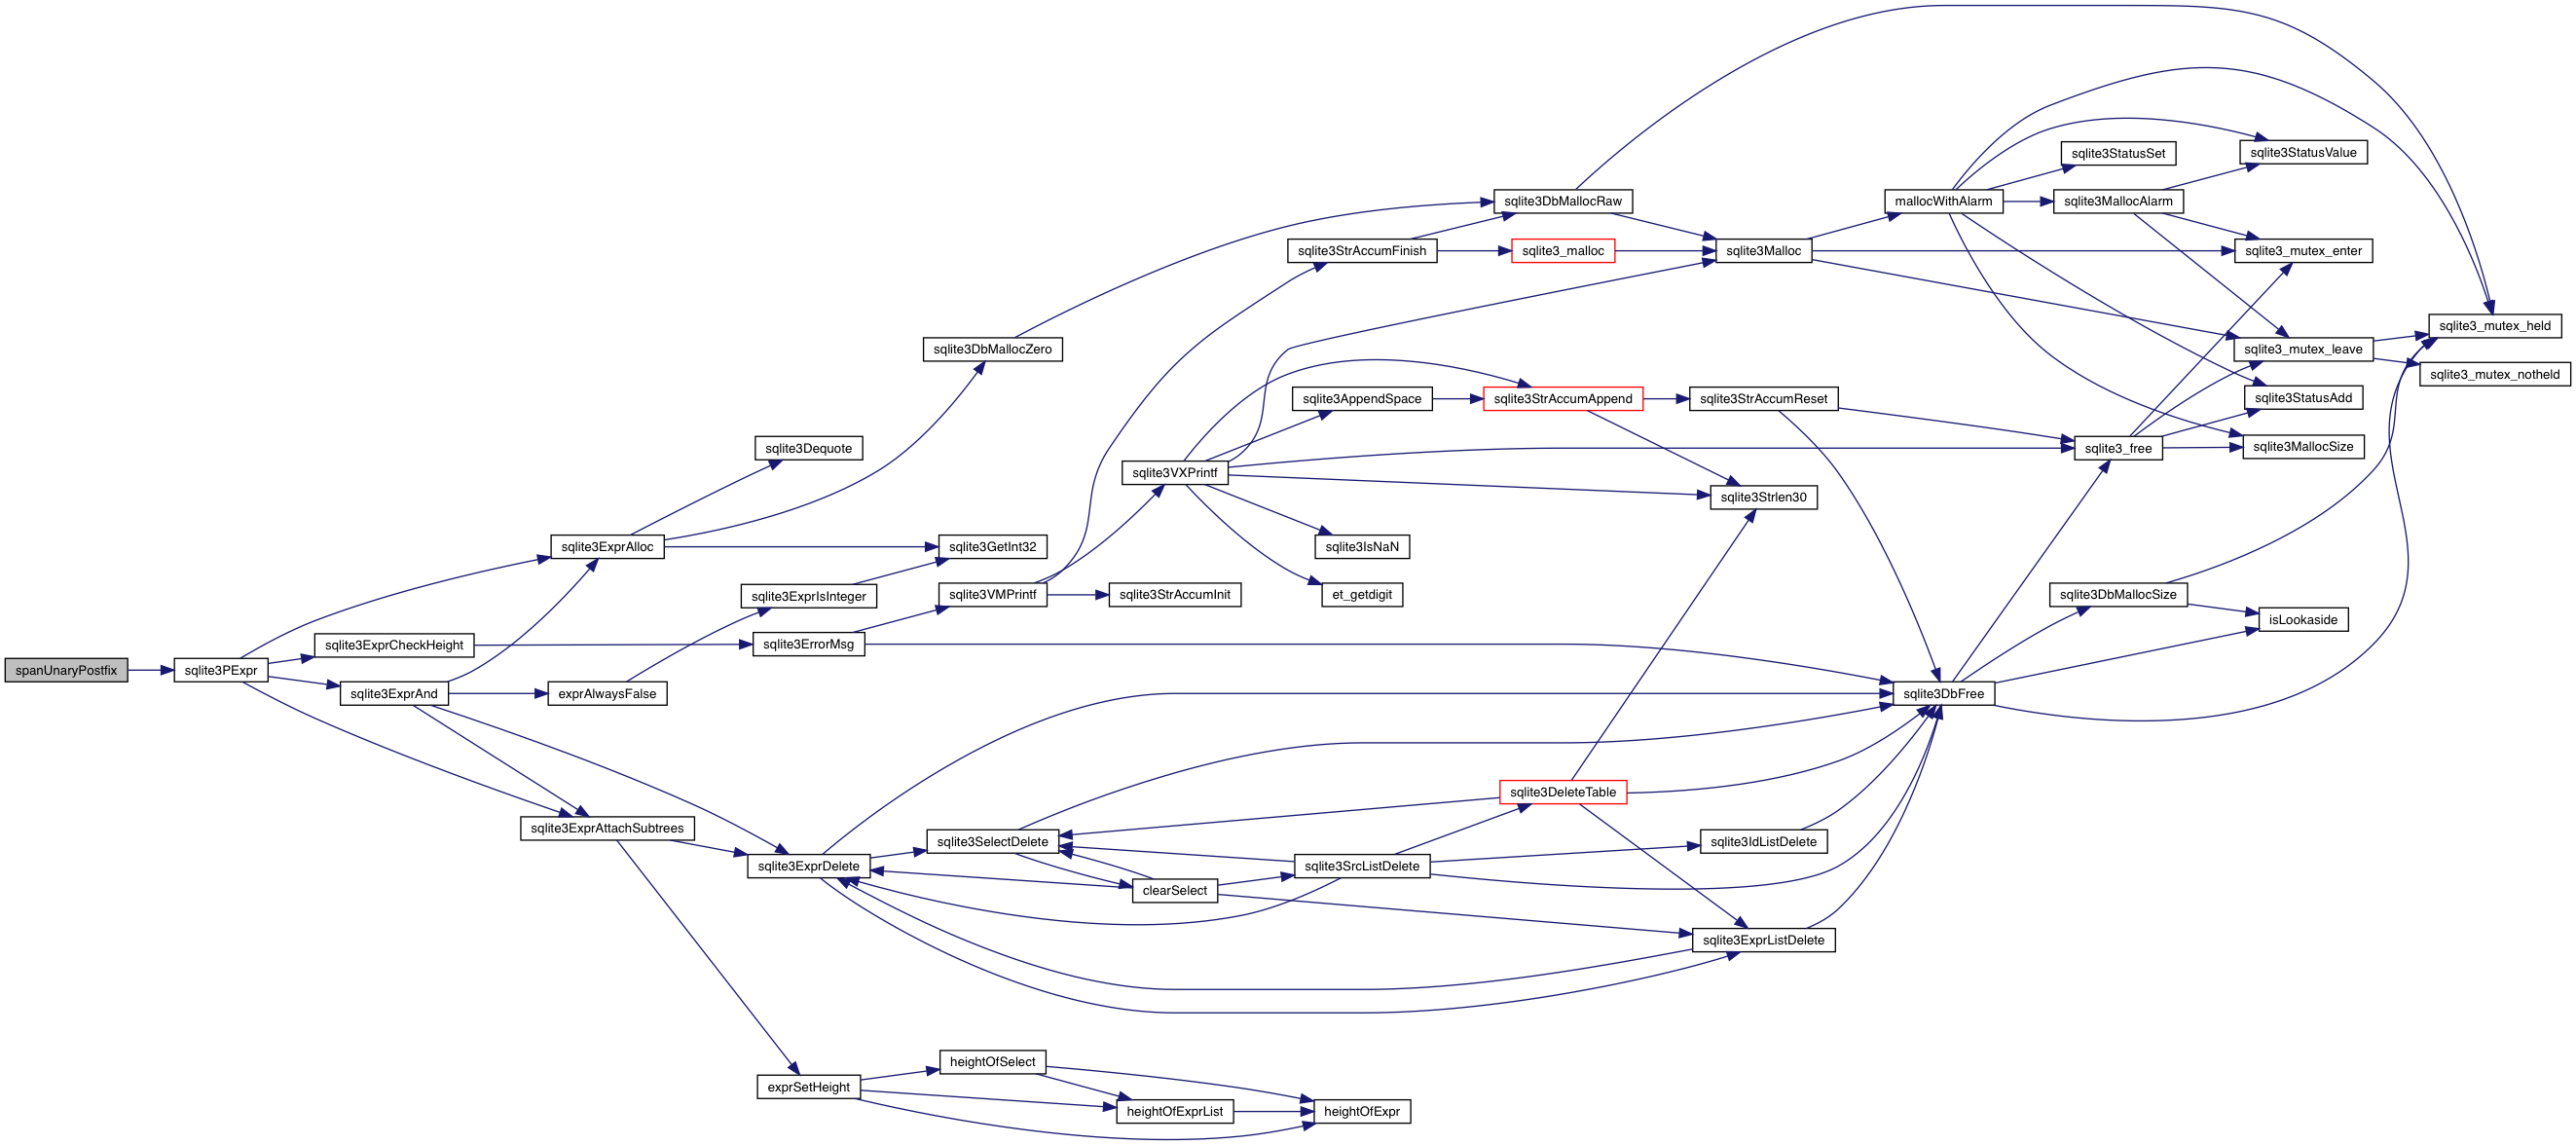 spanUnaryPostfix
sqlite3PExpr
sqlite3ExprCheckHeight
sqlite3ExprAnd
sqlite3ExprAlloc
exprAlwaysFalse
sqlite3ExprAttachSubtrees
sqlite3Dequote
sqlite3ExprIsInteger
sqlite3ErrorMsg
sqlite3ExprDelete
exprSetHeight
sqlite3DbMallocZero
sqlite3GetInt32
sqlite3VMPrintf
sqlite3SelectDelete
heightOfSelect
sqlite3VXPrintf
sqlite3StrAccumInit
clearSelect
heightOfExprList
sqlite3StrAccumFinish
sqlite3AppendSpace
sqlite3IsNaN
et_getdigit
sqlite3SrcListDelete
heightOfExpr
sqlite3DbMallocRaw
sqlite3_malloc
sqlite3StrAccumAppend
sqlite3DeleteTable
sqlite3Malloc
sqlite3StrAccumReset
sqlite3Strlen30
sqlite3IdListDelete
sqlite3ExprListDelete
mallocWithAlarm
sqlite3DbFree
sqlite3StatusSet
sqlite3MallocAlarm
sqlite3_free
sqlite3DbMallocSize
sqlite3StatusValue
sqlite3_mutex_enter
sqlite3_mutex_leave
sqlite3StatusAdd
sqlite3MallocSize
isLookaside
sqlite3_mutex_held
sqlite3_mutex_notheld